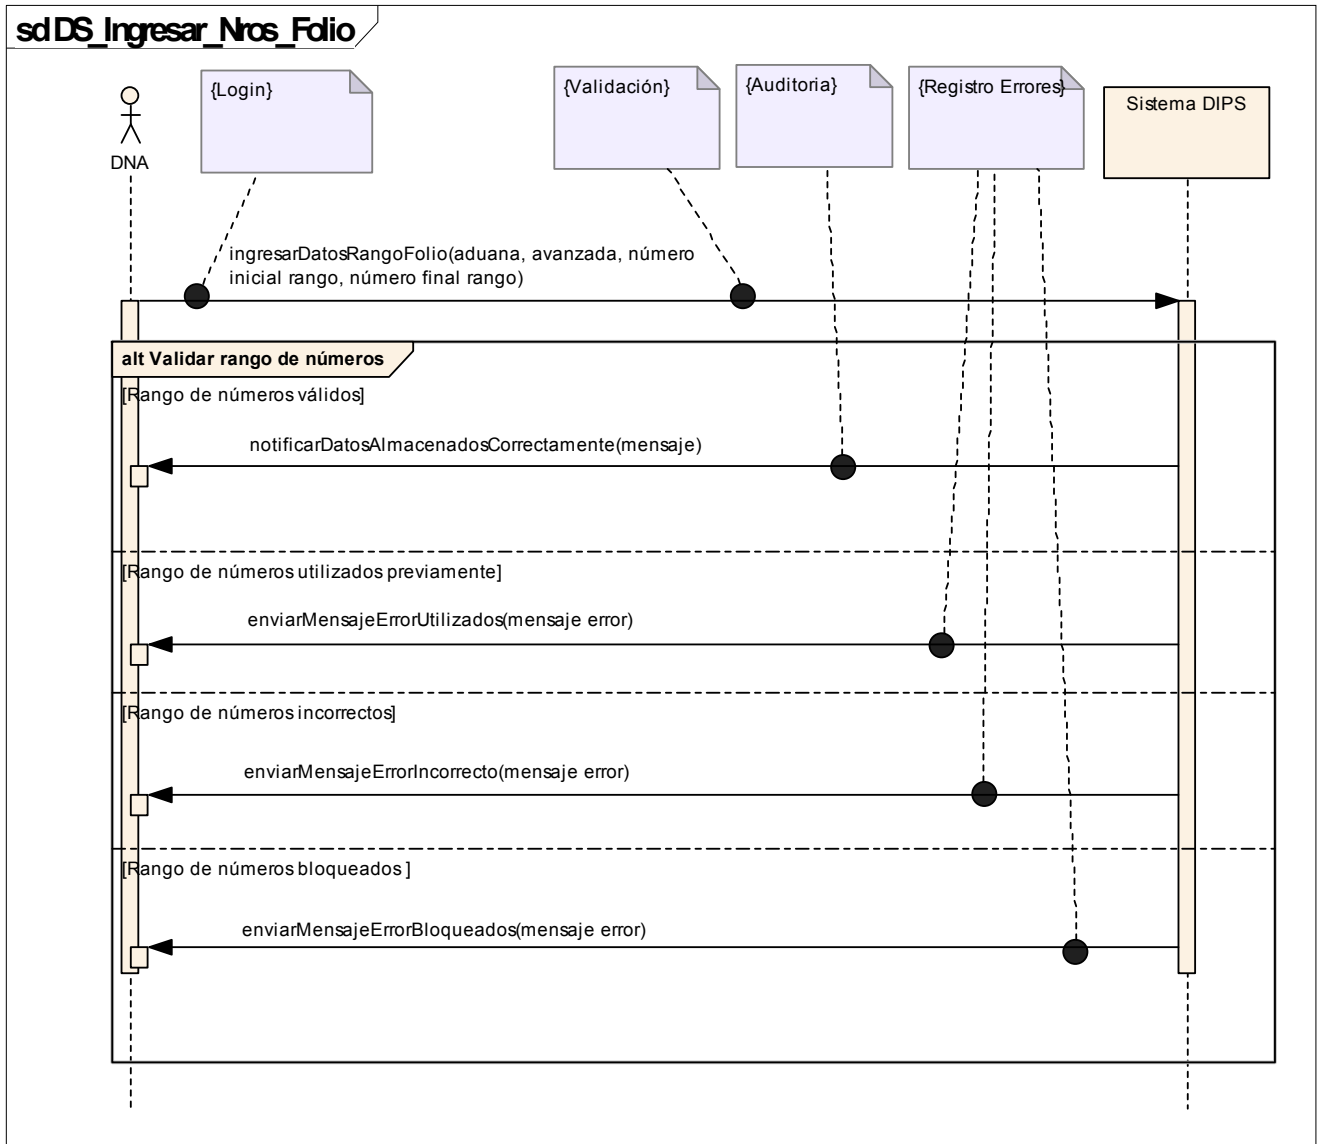 sd DS_Ingresar_Nros_Folio
{Login}
{Validación}
{Auditoria}
{Registro Errores}
Sistema DIPS
DNA
ingresarDatosRangoFolio(aduana, avanzada, número
inicial rango, número final rango)
alt Validar rango de números
[Rango de números válidos]
notificarDatosAlmacenadosCorrectamente(mensaje)
[Rango de números utilizados previamente]
enviarMensajeErrorUtilizados(mensaje error)
[Rango de números incorrectos]
enviarMensajeErrorIncorrecto(mensaje error)
[Rango de números bloqueados ]
enviarMensajeErrorBloqueados(mensaje error)